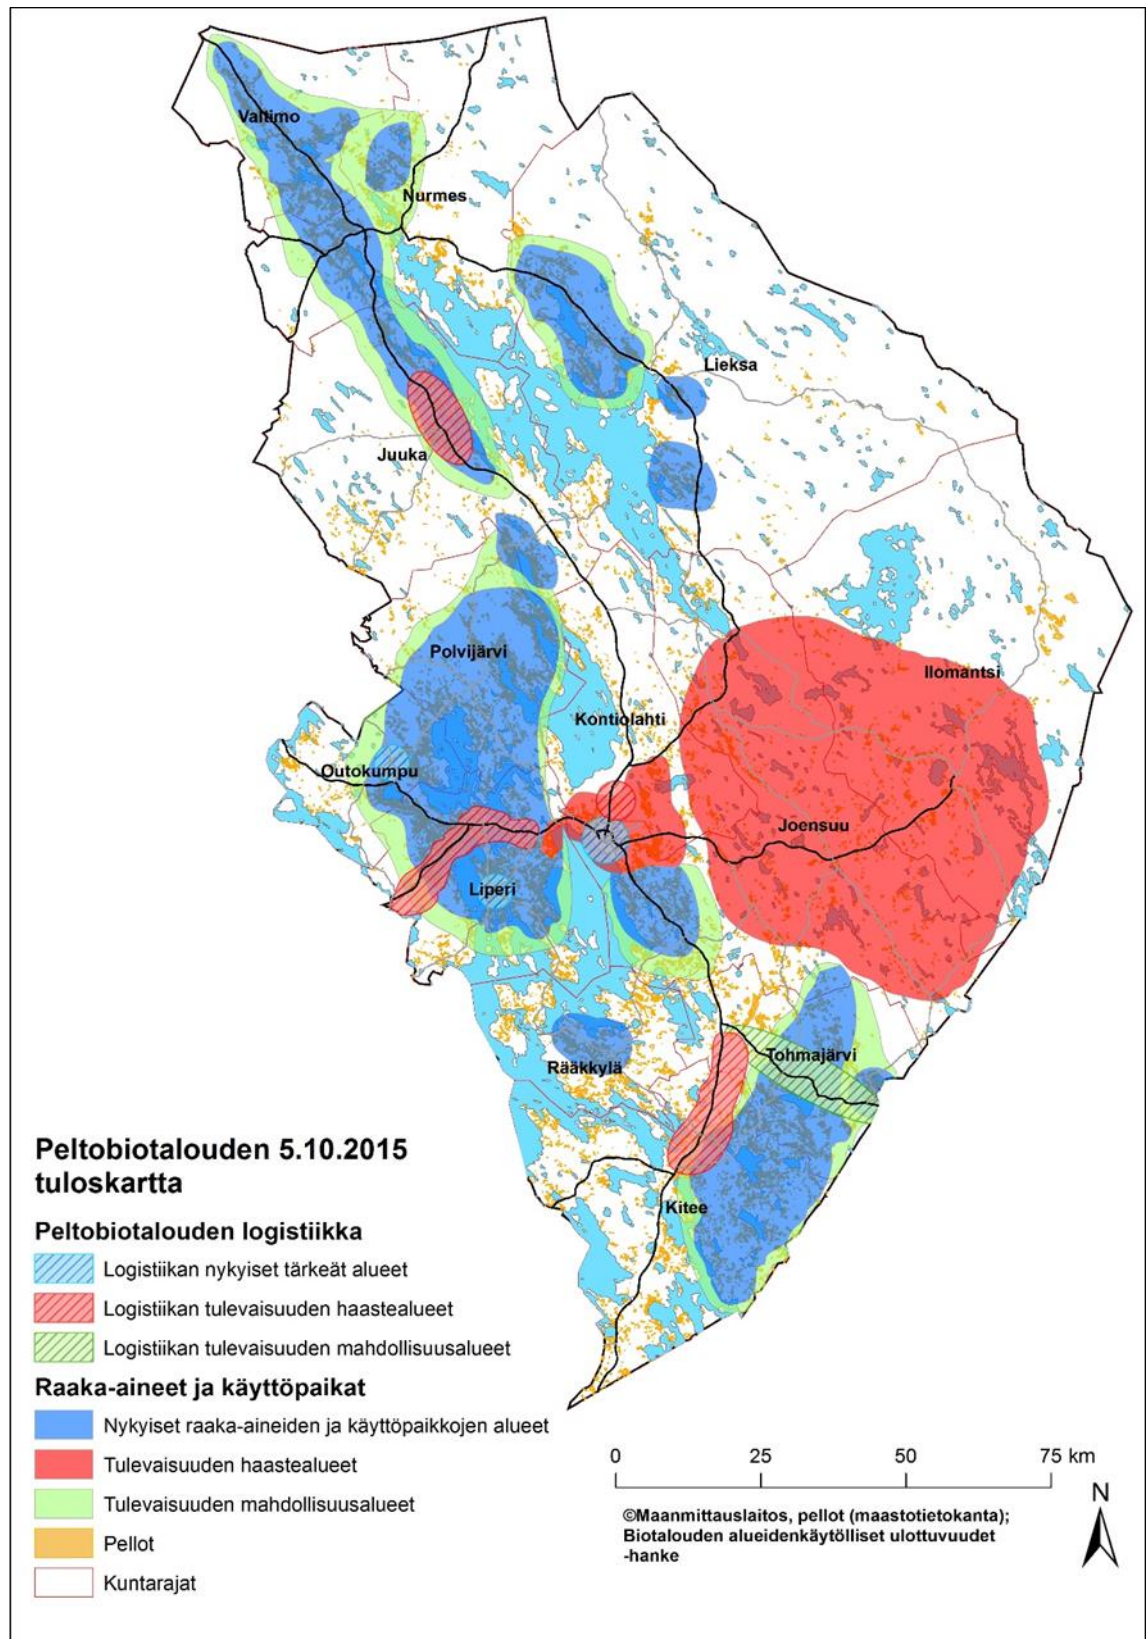 Valtimo
Nurmes
Lieksa
Juuka
Polvijärvi
Ilomantsi
Kontiolahti
Outokumpu
Joensuu
Liperi
Tohmajärvi
Rääkkylä
Kitee
Peltobiotalouden 5.10.2015
tuloskartta
Peltobiotalouden logistiikka
Logistiikan nykyiset tärkeät alueet
Logistiikan tulevaisuuden haastealueet
Logistiikan tulevaisuuden mahdollisuusalueet
Raaka-aineet ja käyttöpaikat
Nykyiset raaka-aineiden ja käyttöpaikkojen alueet
Tulevaisuuden haastealueet
Tulevaisuuden mahdollisuusalueet
Pellot
Kuntarajat
0 25 50 75 km
©Maanmittauslaitos, pellot (maastotietokanta);
Biotalouden alueidenkäytölliset ulottuvuudet
-hanke
N